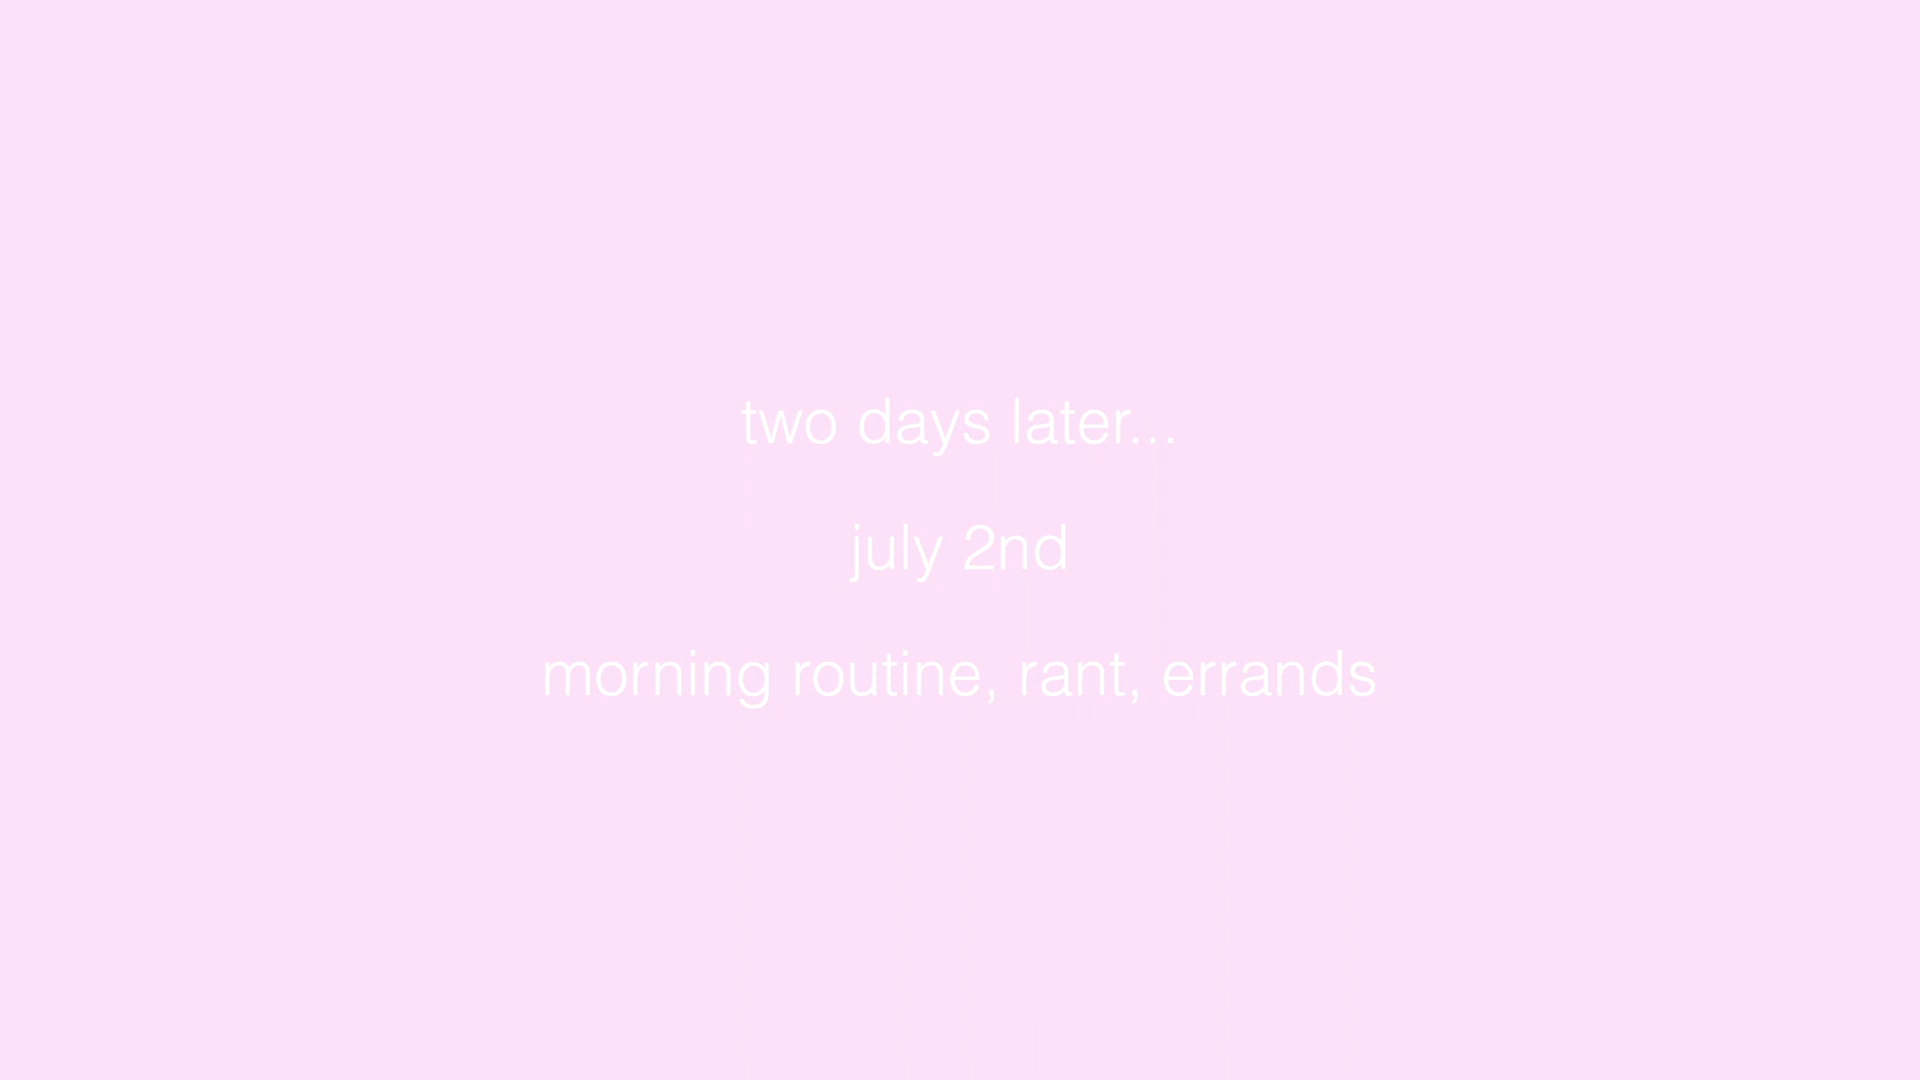 two days later...
july 2nd
morning routine, rant, errands